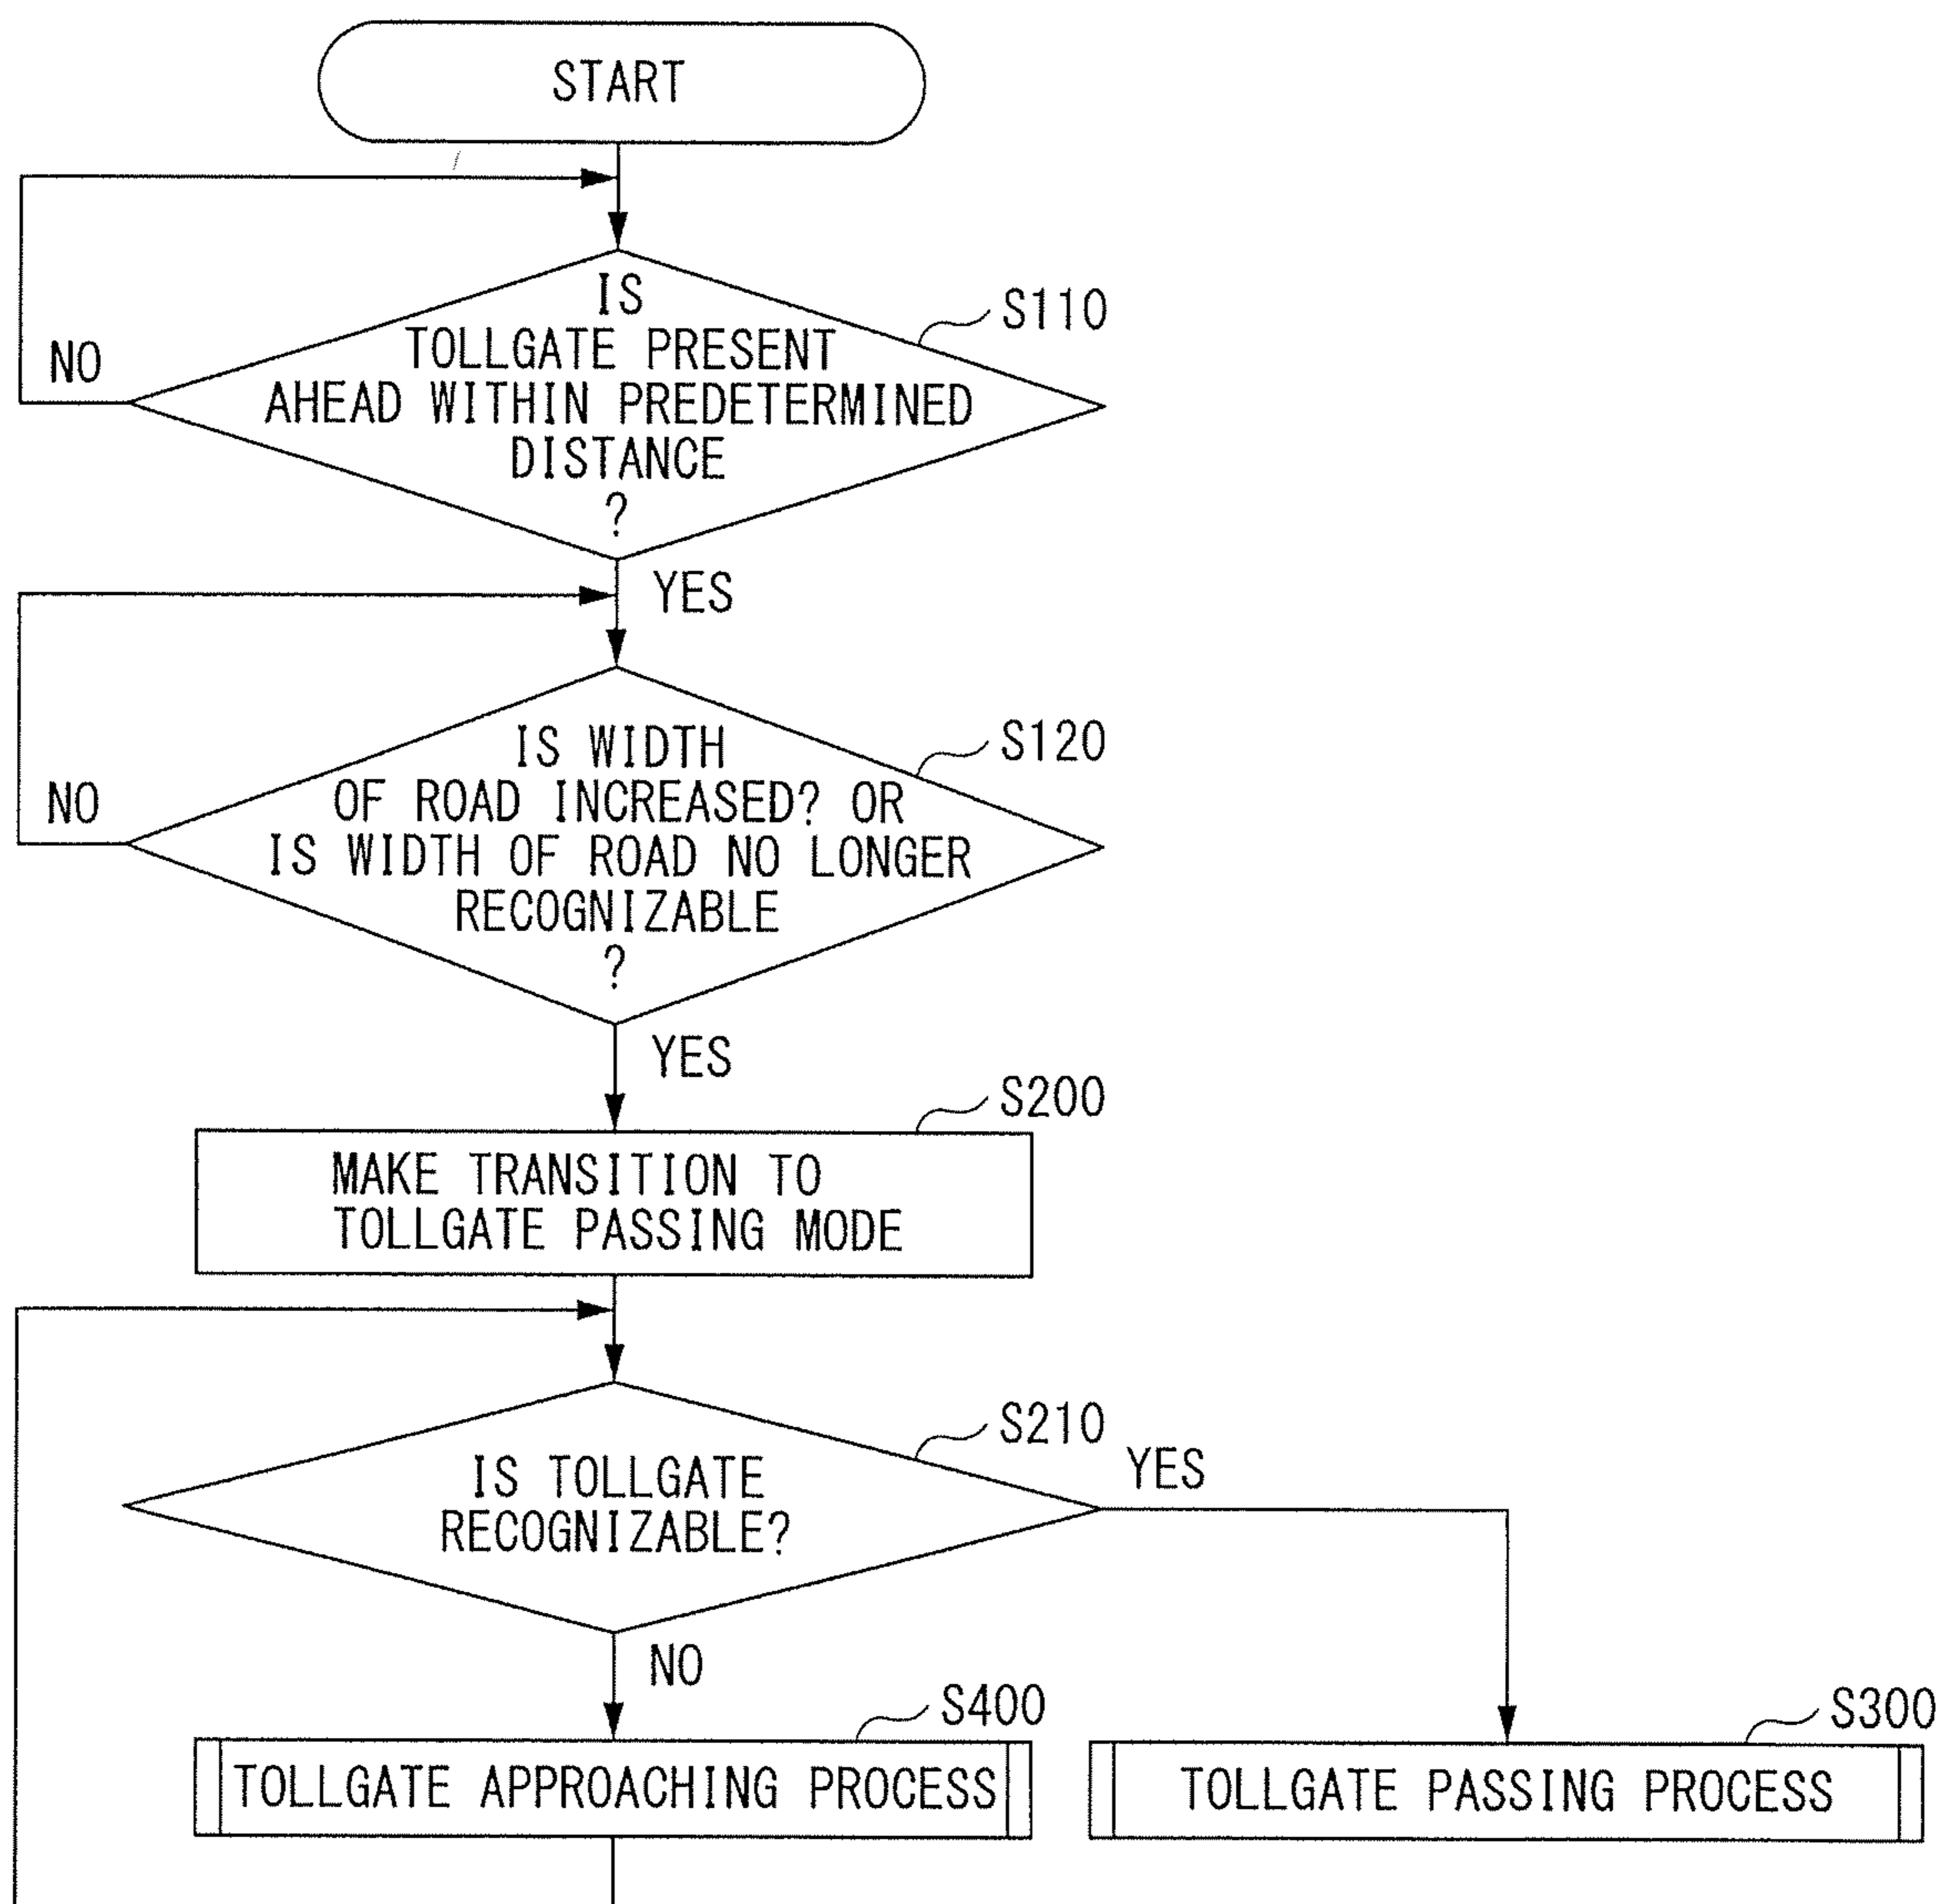 START
IS
TOLLGATE PRESENT
AHEAD WITHIN PREDETERMINED
DISTANCE
?
S110
NO
YES
IS WIDTH
OF ROAD INCREASED? OR
IS WIDTH OF ROAD NO LONGER
RECOGNIZABLE
?
S120
NO
YES
S200
MAKE TRANSITION TO
TOLLGATE PASSING MODE
S210
IS TOLLGATE
RECOGNIZABLE?
YES
NO
S400
TOLLGATE APPROACHING PROCESS
S300
TOLLGATE PASSING PROCESS